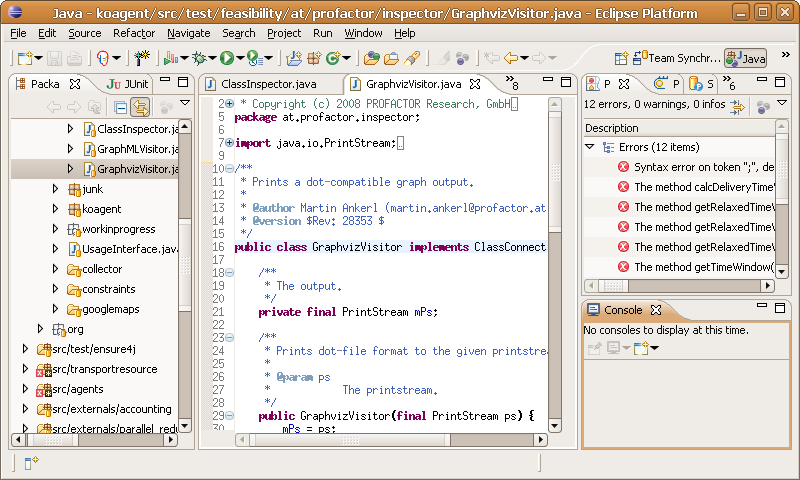 Java - koagent/src/test/feasibility/at/profactor/inspector/GraphvizVisitor.java - Eclipse Platform
File Edit Source Refactor Navigate Search Project Run Window Help
Team Synchr... Java
Packa JUnit
ClassInspector.ja
GraphMLVisitor.
GraphvizVisitor.
junk
koagent
workinprogress
UsageInterface.java
collector
constraints
googlemaps
org
src/test/ensure4j
src/transportresource
src/agents
src/externals/accounting
src/externals/parallel_redu
ClassInspector.java GraphvizVisitor.java 8
2 * Copyright (c) 2008 PROFACTOR Research, GmbH
5 package at.profactor.inspector;
6
7 import java.io.PrintStream;
9
10 /**
11 * Prints a dot-compatible graph output.
12 *
13 * @author Martin Ankerl (martin.ankerl@profactor.at
14 * @version $Rev: 28353 $
15 */
16 public class GraphvizVisitor implements ClassConnect
17
18 /**
19 * The output.
20 */
21 private final PrintStream mPs;
22
23 /**
24 * Prints dot-file format to the given printstrea
25 *
26 * @param ps
27 * The printstream.
28 */
29 public GraphvizVisitor(final PrintStream ps) {
30 mPs = ps;
P P S 6
12 errors, 0 warnings, 0 infos
Description
Errors (12 items)
Syntax error on token ";", de
The method calcDeliveryTime
The method getRelaxedTimeV
The method getRelaxedTimeV
The method getRelaxedTimeV
The method getTimeWindow(
Console
No consoles to display at this time.